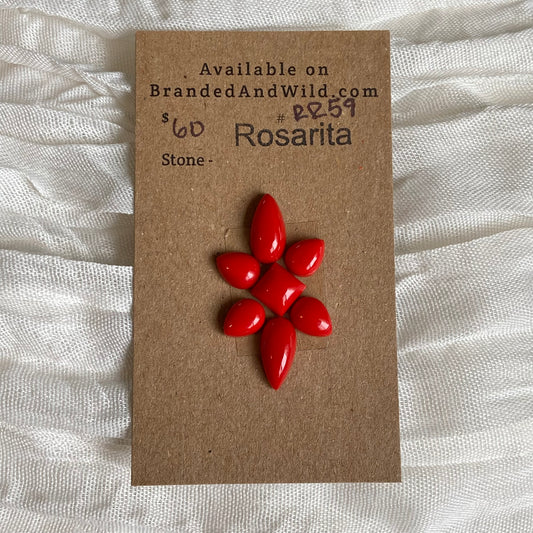 Available on
BrandedAndWild.com
$60 # RR59
Stone - Rosarita